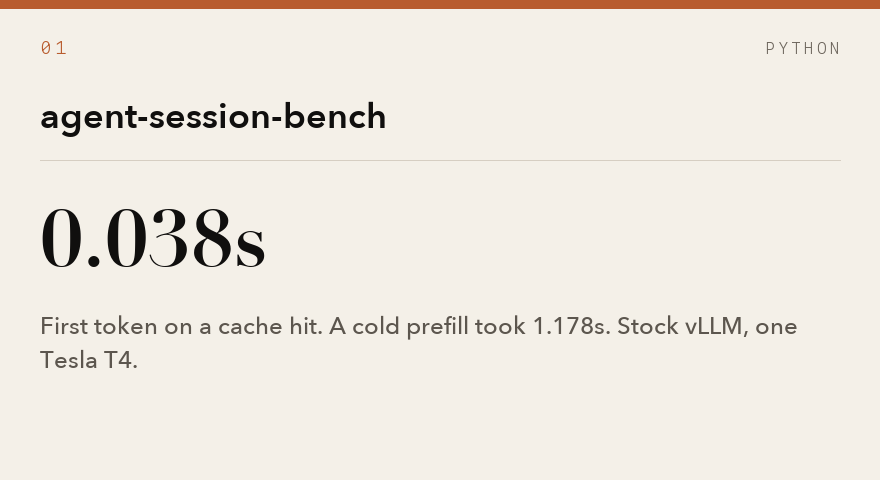 01
PYTHON
agent-session-bench
0.038s
First token on a cache hit. A cold prefill took 1.178s. Stock vLLM, one
Tesla T4.